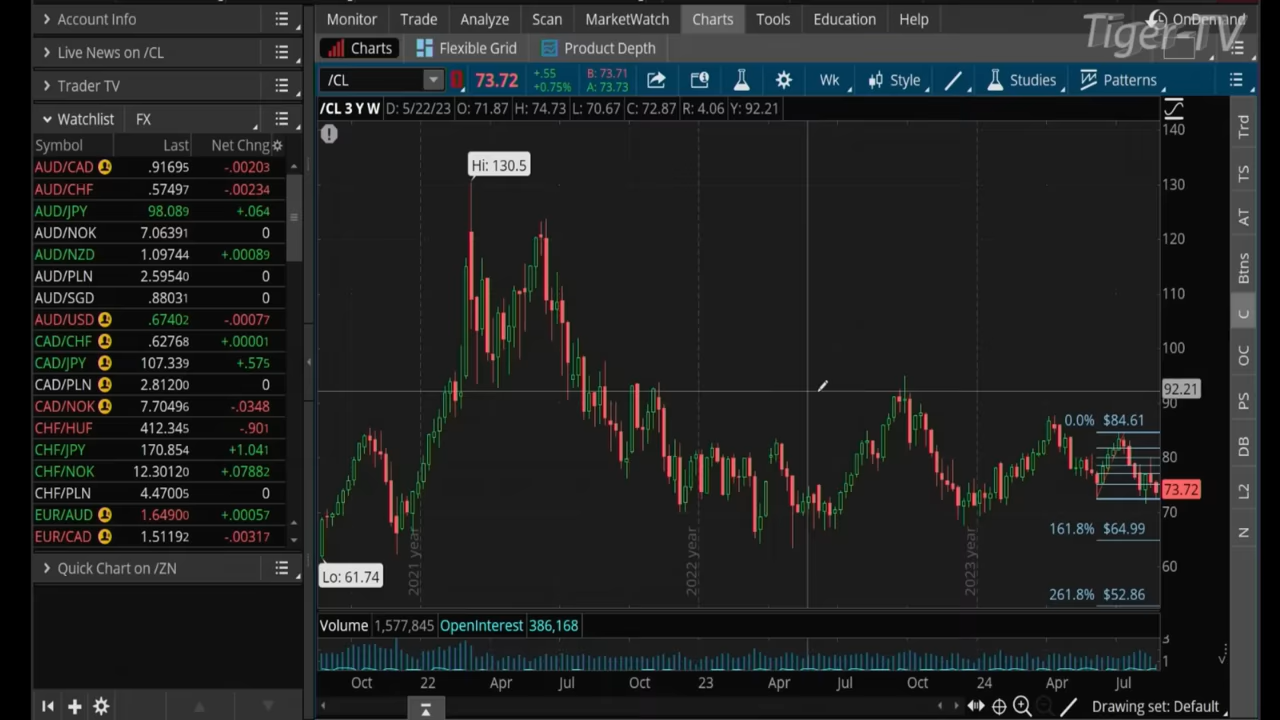 Account Info
Monitor Trade Analyze Scan MarketWatch Charts Tools Education Help
OnDemand
Tiger-TV
Live News on /CL
Charts Flexible Grid Product Depth
Trader TV
/CL 73.72 +.55 +0.75% B: 73.71 A: 73.73 Wk Style Studies Patterns
Watchlist FX
/CL 3 Y W D: 5/22/23 O: 71.87 H: 74.73 L: 70.67 C: 72.87 R: 4.06 Y: 92.21
Symbol Last Net Chng
AUD/CAD .91695 -.00203
AUD/CHF .57497 -.00234
AUD/JPY 98.089 +.064
AUD/NOK 7.06391 0
AUD/NZD 1.09744 +.00089
AUD/PLN 2.59540 0
AUD/SGD .88031 0
AUD/USD .67402 -.00077
CAD/CHF .62768 +.00001
CAD/JPY 107.339 +.575
CAD/PLN 2.81200 0
CAD/NOK 7.70496 -.0348
CHF/HUF 412.345 -.901
CHF/JPY 170.854 +1.041
CHF/NOK 12.30120 +.07882
CHF/PLN 4.47005 0
EUR/AUD 1.64900 +.00057
EUR/CAD 1.51192 -.00317
Quick Chart on /ZN
Hi: 130.5
Lo: 61.74
2021 year
2022 year
2023 year
0.0% $84.61
161.8% $64.99
261.8% $52.86
140
130
120
110
100
92.21
90
80
73.72
70
60
Trd
TS
AT
Btns
C
OC
PS
DB
L2
N
Volume 1,577,845 OpenInterest 386,168
3
1
Oct 22 Apr Jul Oct 23 Apr Jul Oct 24 Apr Jul
Drawing set: Default